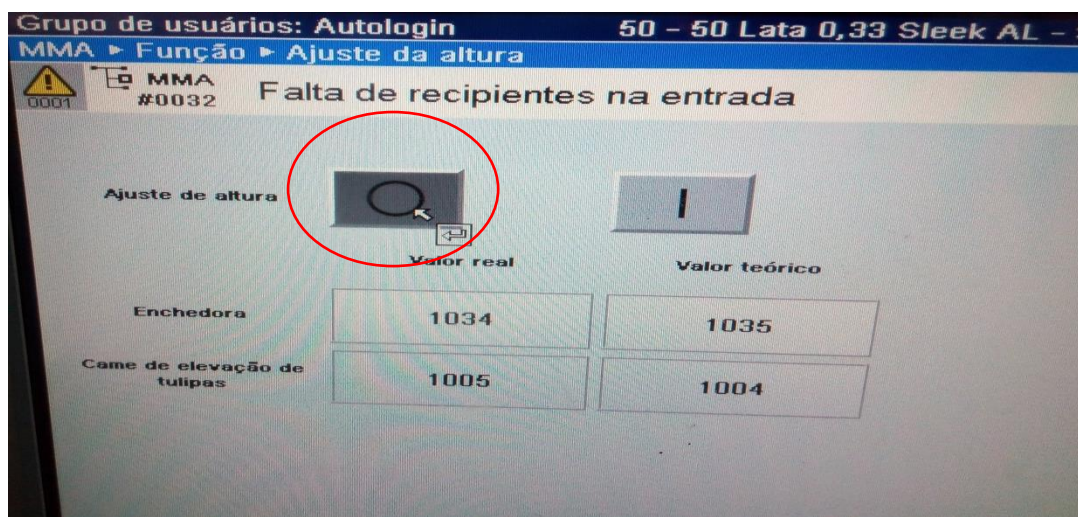 Grupo de usuários: Autologin 50 – 50 Lata 0,33 Sleek AL –
MMA ► Função ► Ajuste da altura
0001 MMA #0032 Falta de recipientes na entrada
Ajuste de altura O I
Valor real Valor teórico
Enchedora 1034 1035
Came de elevação de tulipas 1005 1004